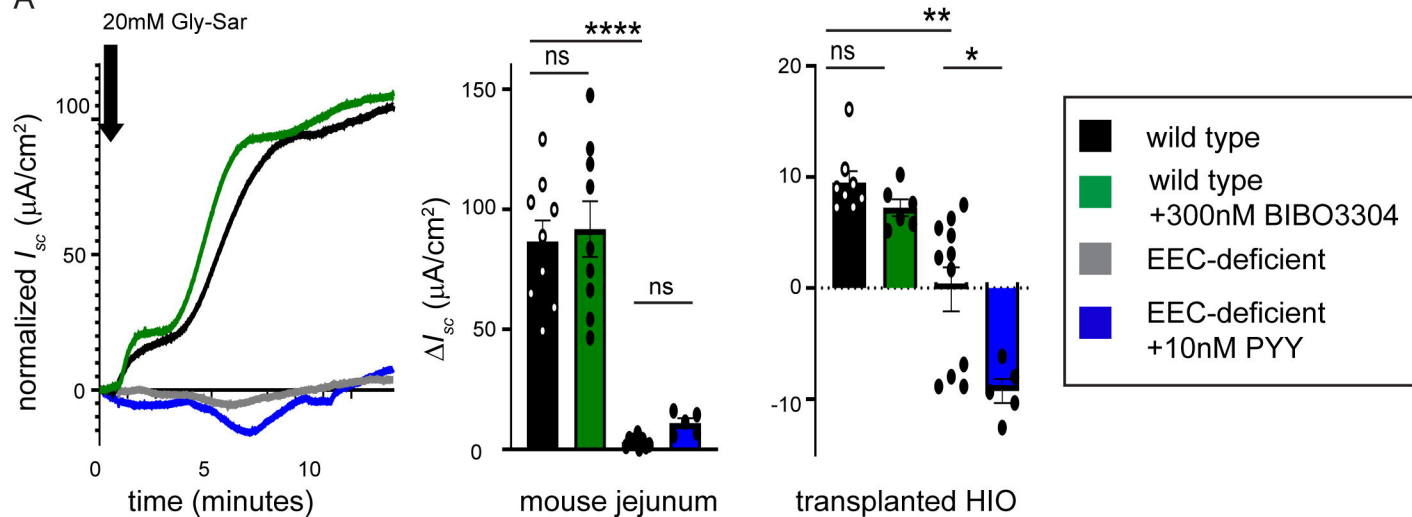 A
20mM Gly-Sar
normalized Isc (µA/cm²)
100
50
0
0
5
10
time (minutes)
****
ns
ns
ΔIsc (µA/cm²)
150
100
50
0
mouse jejunum
**
ns
*
20
10
0
-10
transplanted HIO
wild type
wild type
+300nM BIBO3304
EEC-deficient
EEC-deficient
+10nM PYY